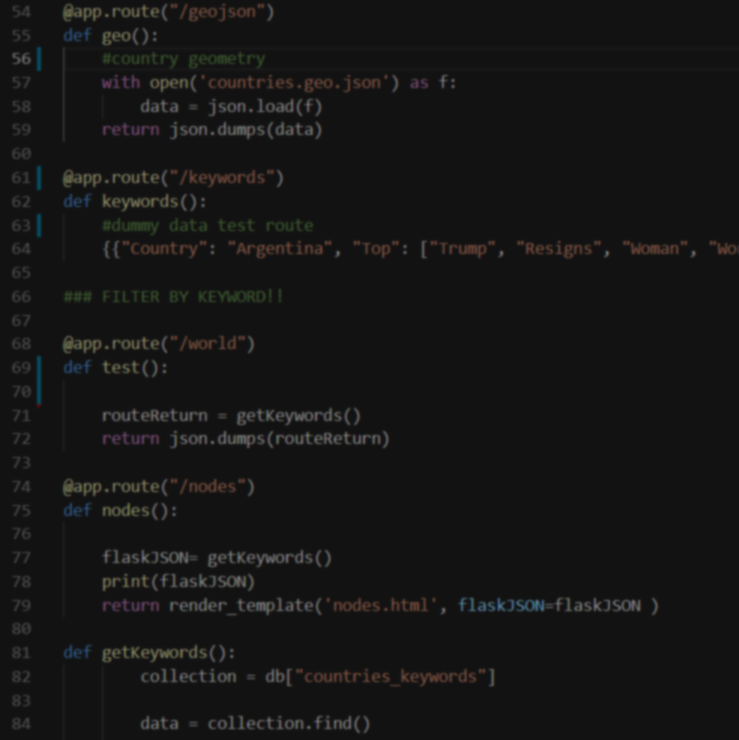 54 @app.route("/geojson")
55 def geo():
56 #country geometry
57 with open('countries.geo.json') as f:
58 data = json.load(f)
59 return json.dumps(data)
60
61 @app.route("/keywords")
62 def keywords():
63 #dummy data test route
64 {{"Country": "Argentina", "Top": ["Trump", "Resigns", "Woman", "Wo
65
66 ### FILTER BY KEYWORD!!
67
68 @app.route("/world")
69 def test():
70
71 routeReturn = getKeywords()
72 return json.dumps(routeReturn)
73
74 @app.route("/nodes")
75 def nodes():
76
77 flaskJSON= getKeywords()
78 print(flaskJSON)
79 return render_template('nodes.html', flaskJSON=flaskJSON )
80
81 def getKeywords():
82 collection = db["countries_keywords"]
83
84 data = collection.find()